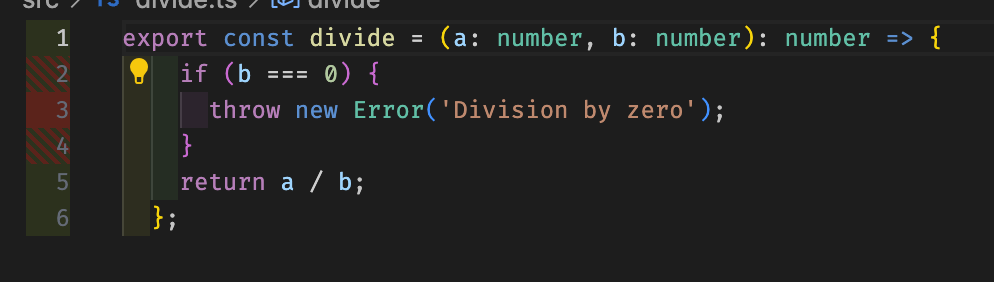 src > TS divide.ts > divide
1 export const divide = (a: number, b: number): number => {
2 if (b === 0) {
3 throw new Error('Division by zero');
4 }
5 return a / b;
6 };